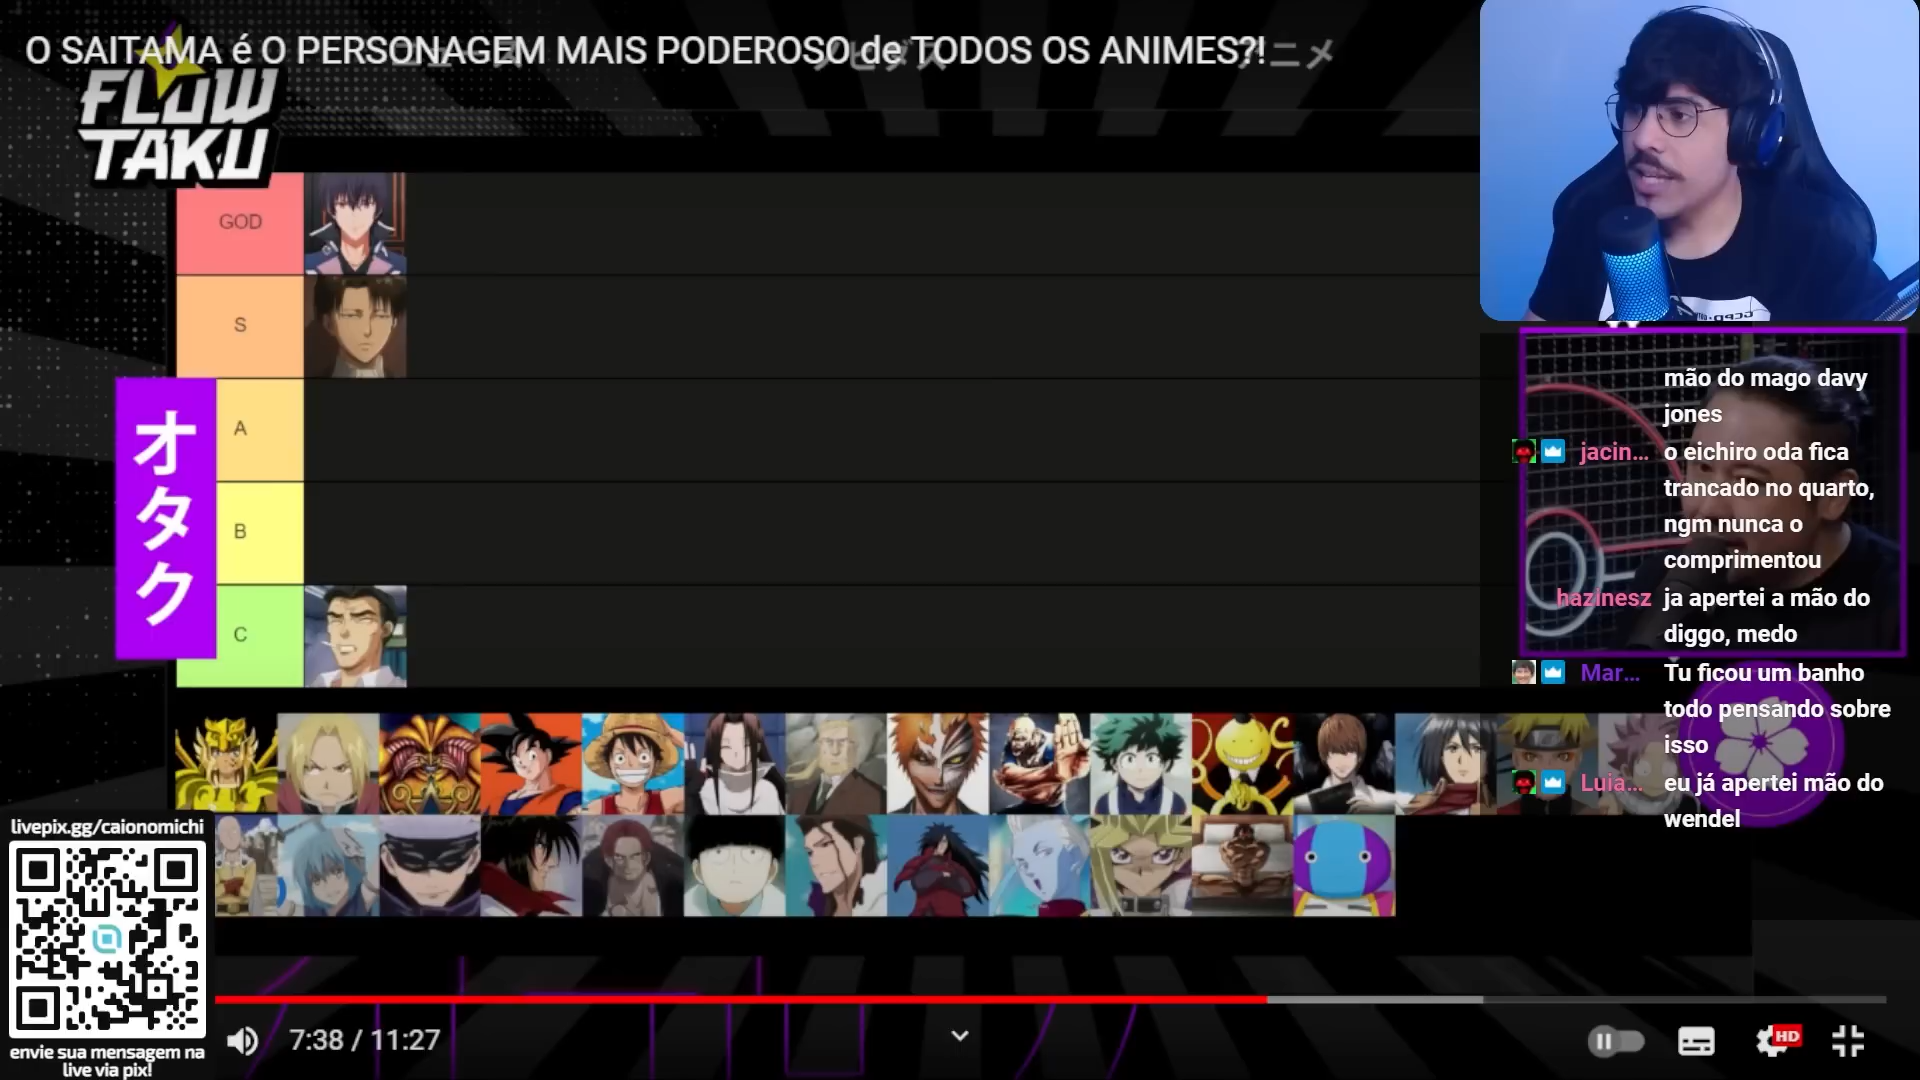 O SAITAMA é O PERSONAGEM MAIS PODEROSO de TODOS OS ANIMES?!
ニメ
FLOW
TAKU
GOD
S
A
B
C
オタク
mão do mago davy
jones
jacin... o eichiro oda fica
trancado no quarto,
ngm nunca o
comprimentou
hazinesz ja apertei a mão do
diggo, medo
Mar... Tu ficou um banho
todo pensando sobre
isso
Luia... eu já apertei mão do
wendel
livepix.gg/caionomichi
envie sua mensagem na
live via pix!
7:38 / 11:27
HD